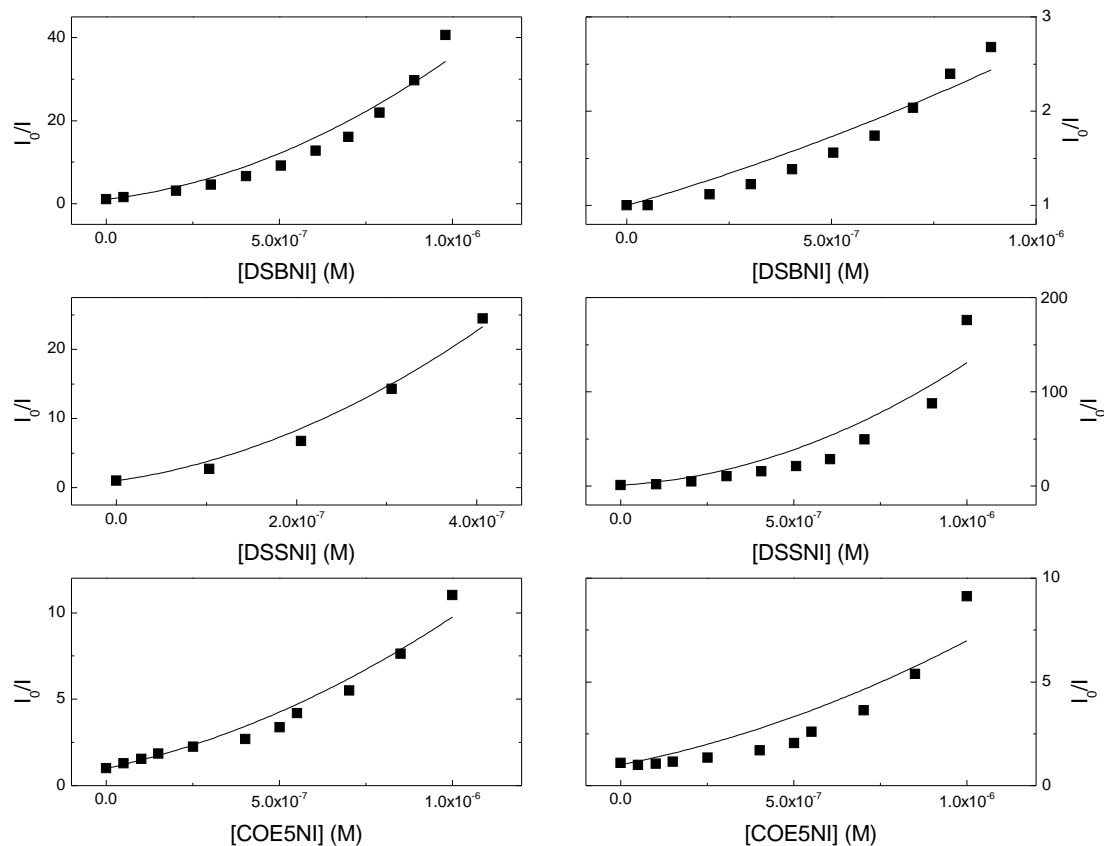 40
20
0
I₀/I
0.0
5.0x10⁻⁷
1.0x10⁻⁶
[DSBNI] (M)
3
2
1
I₀/I
0.0
5.0x10⁻⁷
1.0x10⁻⁶
[DSBNI] (M)
20
10
0
I₀/I
0.0
2.0x10⁻⁷
4.0x10⁻⁷
[DSSNI] (M)
200
100
0
I₀/I
0.0
5.0x10⁻⁷
1.0x10⁻⁶
[DSSNI] (M)
10
5
0
I₀/I
0.0
5.0x10⁻⁷
1.0x10⁻⁶
[COE5NI] (M)
10
5
0
I₀/I
0.0
5.0x10⁻⁷
1.0x10⁻⁶
[COE5NI] (M)